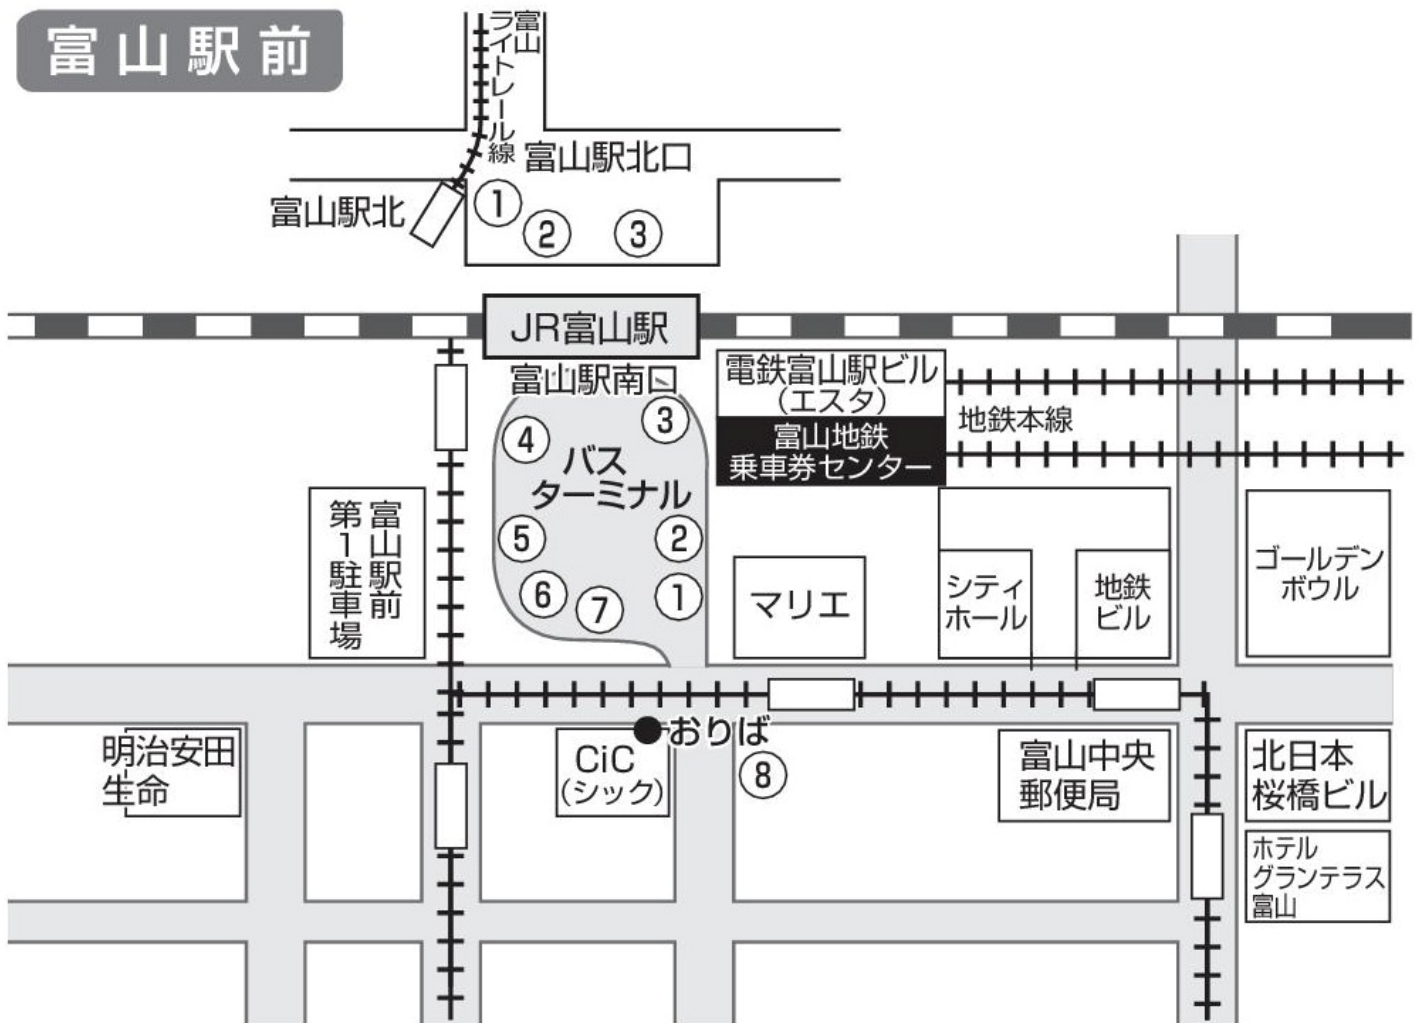 富山駅前
富山
ライトレール線
富山駅北口
富山駅北
①
②
③
JR富山駅
富山駅南口
電鉄富山駅ビル
(エスタ)
富山地鉄
乗車券センター
地鉄本線
③
④
バス
ターミナル
⑤
②
⑥
⑦
①
富山駅前
第1駐車場
マリエ
シティ
ホール
地鉄
ビル
ゴールデン
ボウル
明治安田
生命
CiC
(シック)
おりば
⑧
富山中央
郵便局
北日本
桜橋ビル
ホテル
グランテラス
富山